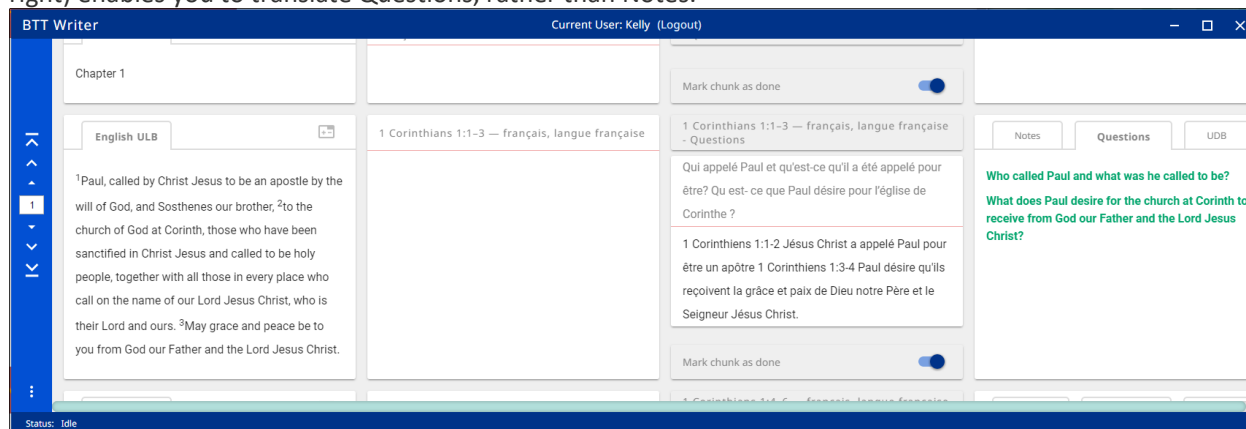 right) enables you to translate Questions, rather than Notes.
BTT Writer
Current User: Kelly (Logout)
Chapter 1
Mark chunk as done
English ULB
1 Corinthians 1:1–3 — français, langue française
1 Corinthians 1:1–3 — français, langue française
- Questions
Notes
Questions
UDB
1
1Paul, called by Christ Jesus to be an apostle by the
will of God, and Sosthenes our brother, 2to the
church of God at Corinth, those who have been
sanctified in Christ Jesus and called to be holy
people, together with all those in every place who
call on the name of our Lord Jesus Christ, who is
their Lord and ours. 3May grace and peace be to
you from God our Father and the Lord Jesus Christ.
Qui appelé Paul et qu'est-ce qu'il a été appelé pour
être? Qu est- ce que Paul désire pour l'église de
Corinthe ?
1 Corinthiens 1:1-2 Jésus Christ a appelé Paul pour
être un apôtre 1 Corinthiens 1:3-4 Paul désire qu'ils
reçoivent la grâce et paix de Dieu notre Père et le
Seigneur Jésus Christ.
Mark chunk as done
Who called Paul and what was he called to be?
What does Paul desire for the church at Corinth to
receive from God our Father and the Lord Jesus
Christ?
Status: Idle